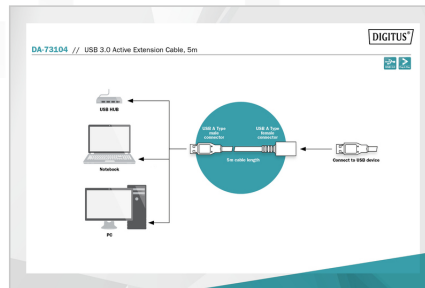 DIGITUS®
DA-73104 // USB 3.0 Active Extension Cable, 5m
USB HUB
USB A Type
male
connector
USB A Type
female
connector
5m cable length
Connect to USB device
Notebook
PC